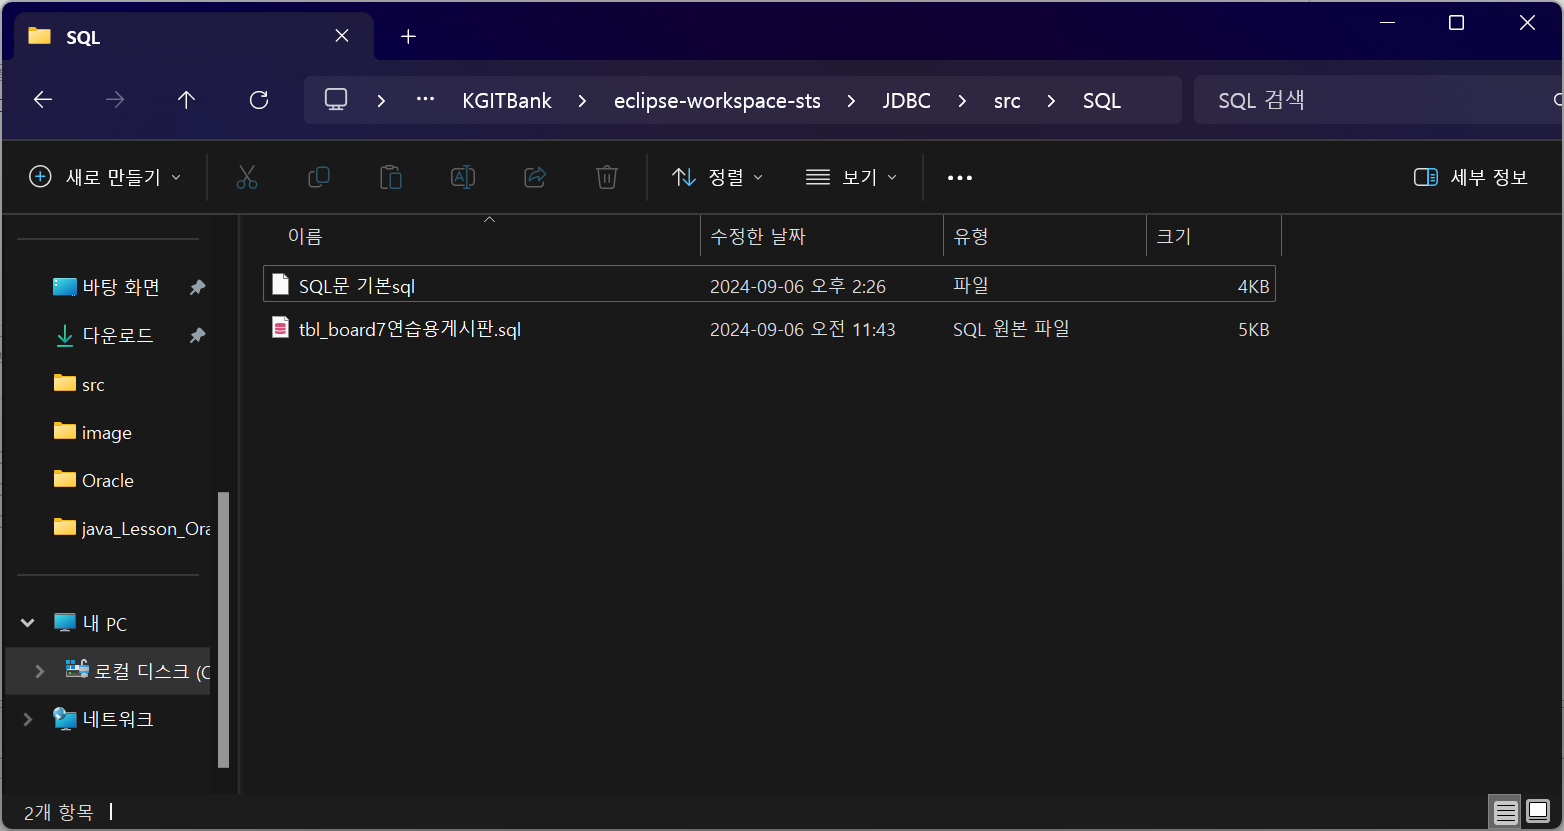 SQL
KGITBank > eclipse-workspace-sts > JDBC > src > SQL
SQL 검색
새로 만들기
정렬
보기
세부 정보
이름 수정한 날짜 유형 크기
SQL문 기본sql 2024-09-06 오후 2:26 파일 4KB
tbl_board7연습용게시판.sql 2024-09-06 오전 11:43 SQL 원본 파일 5KB
바탕 화면
다운로드
src
image
Oracle
java_Lesson_Ora
내 PC
로컬 디스크 (C
네트워크
2개 항목